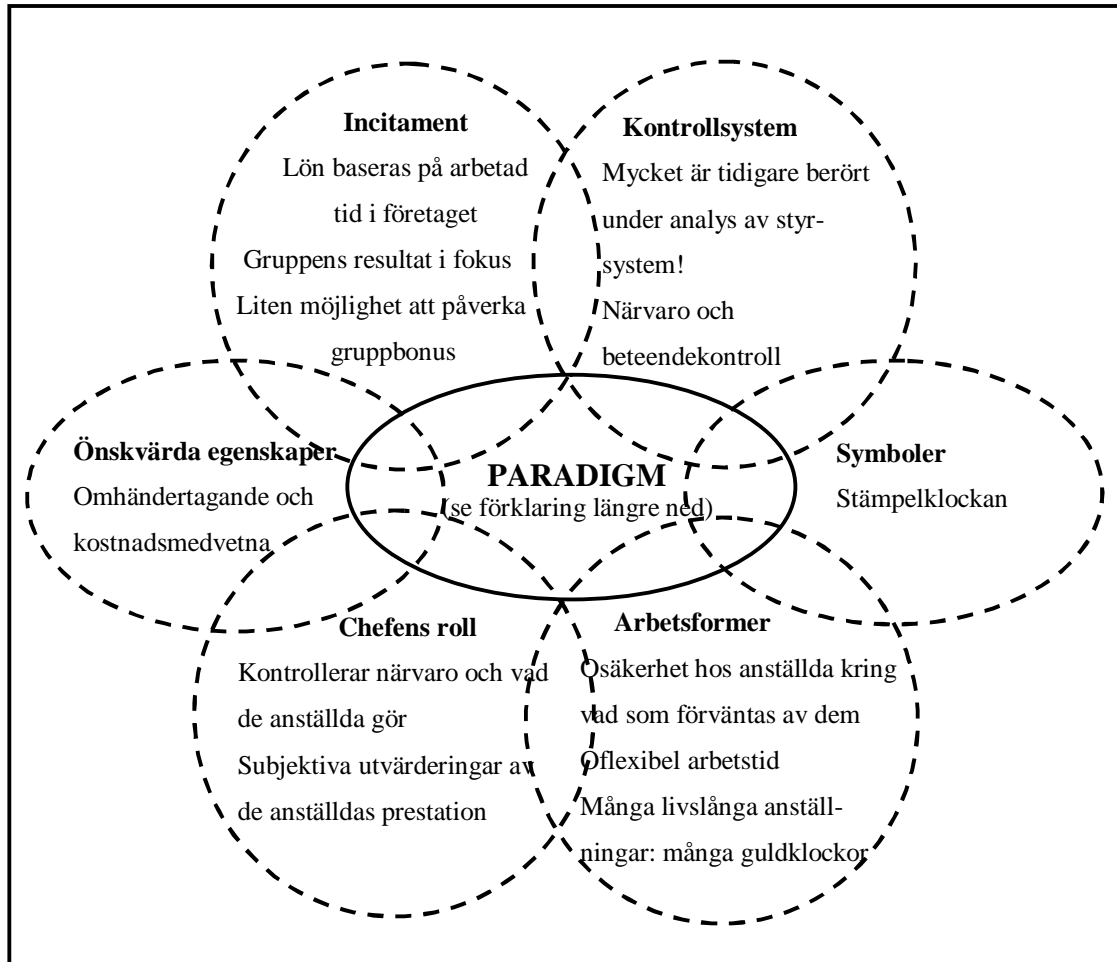 Incitament
Lön baseras på arbetad
tid i företaget
Gruppens resultat i fokus
Liten möjlighet att påverka
gruppbonus
Kontrollsystem
Mycket är tidigare berört
under analys av styr-
system!
Närvaro och
beteendekontroll
Önskvärda egenskaper
Omhändertagande och
kostnadsmedvetna
PARADIGM
(se förklaring längre ned)
Symboler
Stämpelklockan
Chefens roll
Kontrollerar närvaro och vad
de anställda gör
Subjektiva utvärderingar av
de anställdas prestation
Arbetsformer
Osäkerhet hos anställda kring
vad som förväntas av dem
Oflexibel arbetstid
Många livslånga anställ-
ningar: många guldklockor